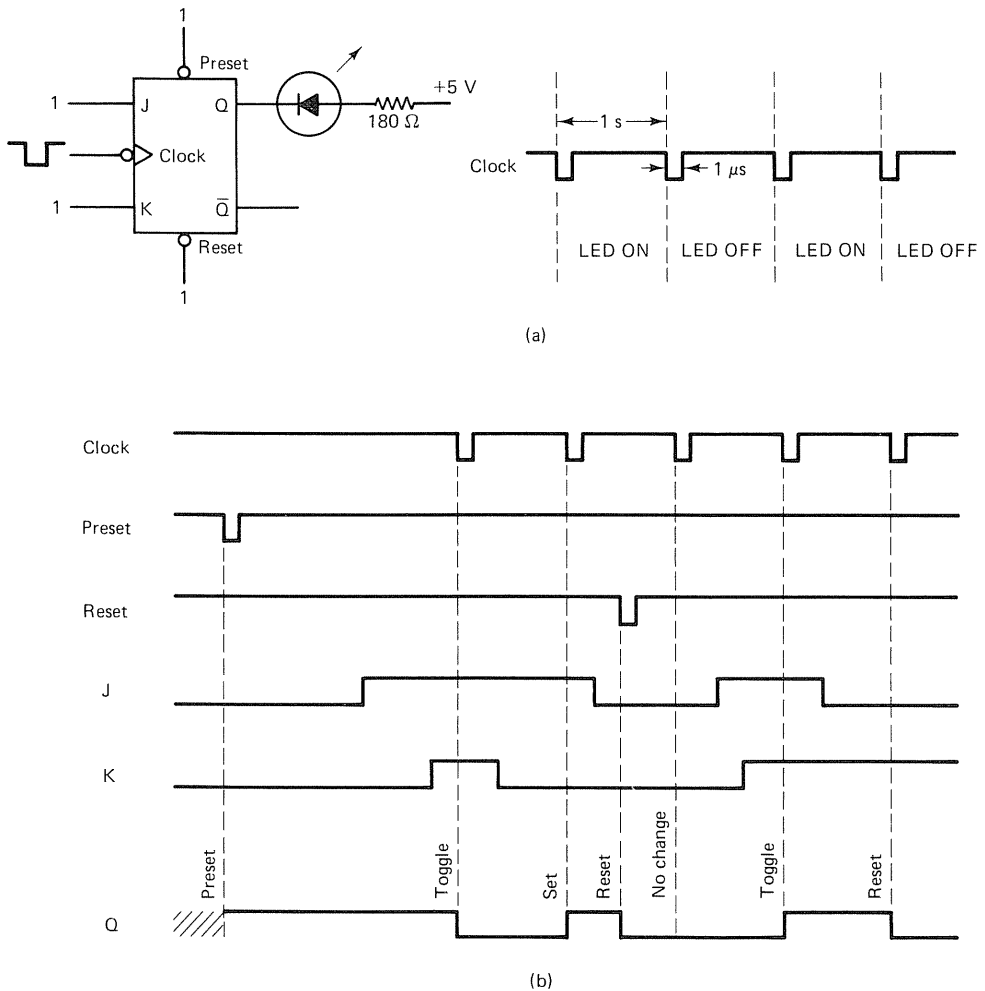 1
Preset
+5 V
1
J
Q
180 Ω
Clock
1
K
Q̅
Reset
1
1 s
Clock
1 μs
LED ON
LED OFF
LED ON
LED OFF
(a)
Clock
Preset
Reset
J
K
Preset
Toggle
Set
Reset
No change
Toggle
Reset
Q
(b)